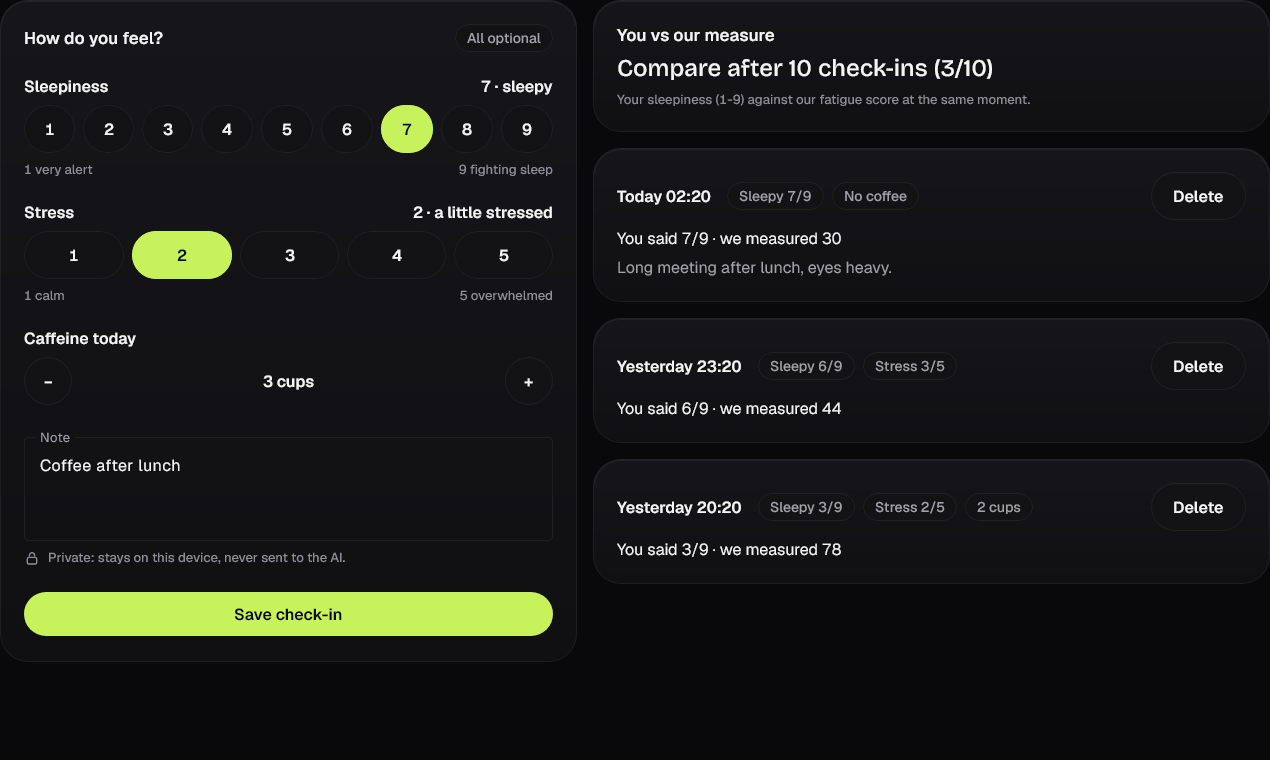 How do you feel?
All optional
Sleepiness
7 · sleepy
1 2 3 4 5 6 7 8 9
1 very alert
9 fighting sleep
Stress
2 · a little stressed
1 2 3 4 5
1 calm
5 overwhelmed
Caffeine today
− 3 cups +
Note
Coffee after lunch
Private: stays on this device, never sent to the AI.
Save check-in
You vs our measure
Compare after 10 check-ins (3/10)
Your sleepiness (1-9) against our fatigue score at the same moment.
Today 02:20 Sleepy 7/9 No coffee Delete
You said 7/9 · we measured 30
Long meeting after lunch, eyes heavy.
Yesterday 23:20 Sleepy 6/9 Stress 3/5 Delete
You said 6/9 · we measured 44
Yesterday 20:20 Sleepy 3/9 Stress 2/5 2 cups Delete
You said 3/9 · we measured 78